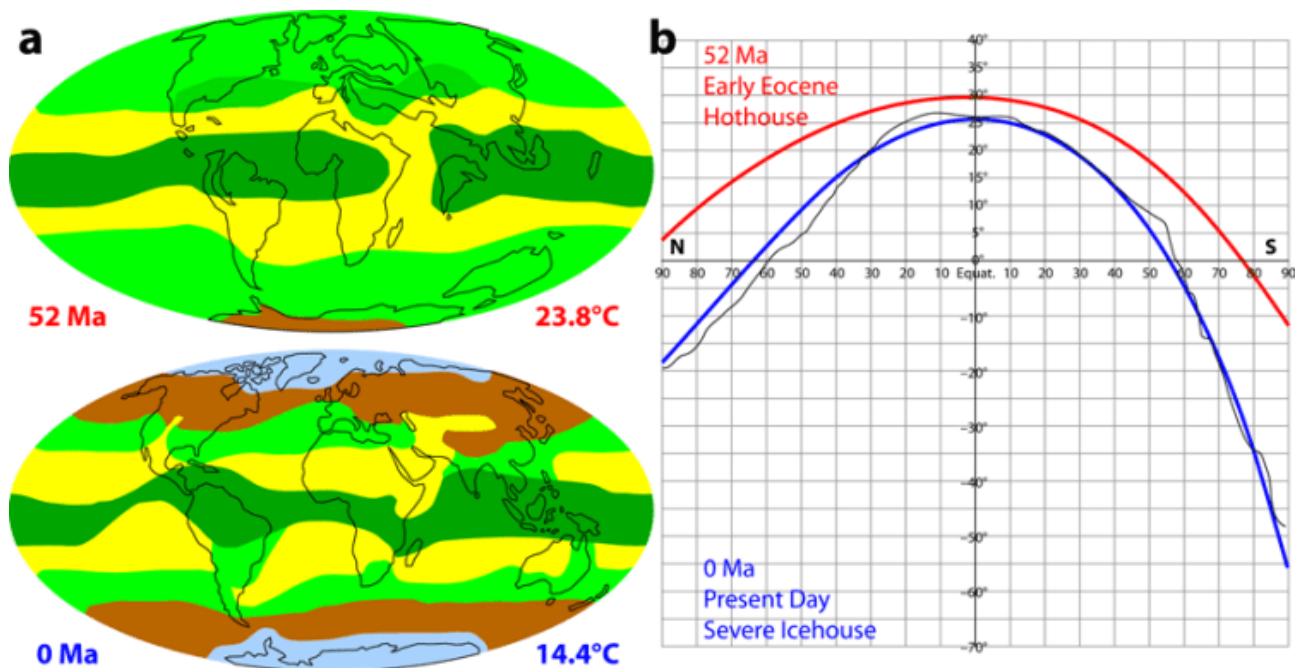 a
52 Ma
23.8°C
0 Ma
14.4°C
b
52 Ma
Early Eocene
Hothouse
40°
35°
30°
25°
20°
15°
10°
5°
0°
N
S
90 80 70 60 50 40 30 20 10 Equat. 10 20 30 40 50 60 70 80 90
–10°
–20°
–30°
–40°
–50°
–60°
–70°
0 Ma
Present Day
Severe Icehouse